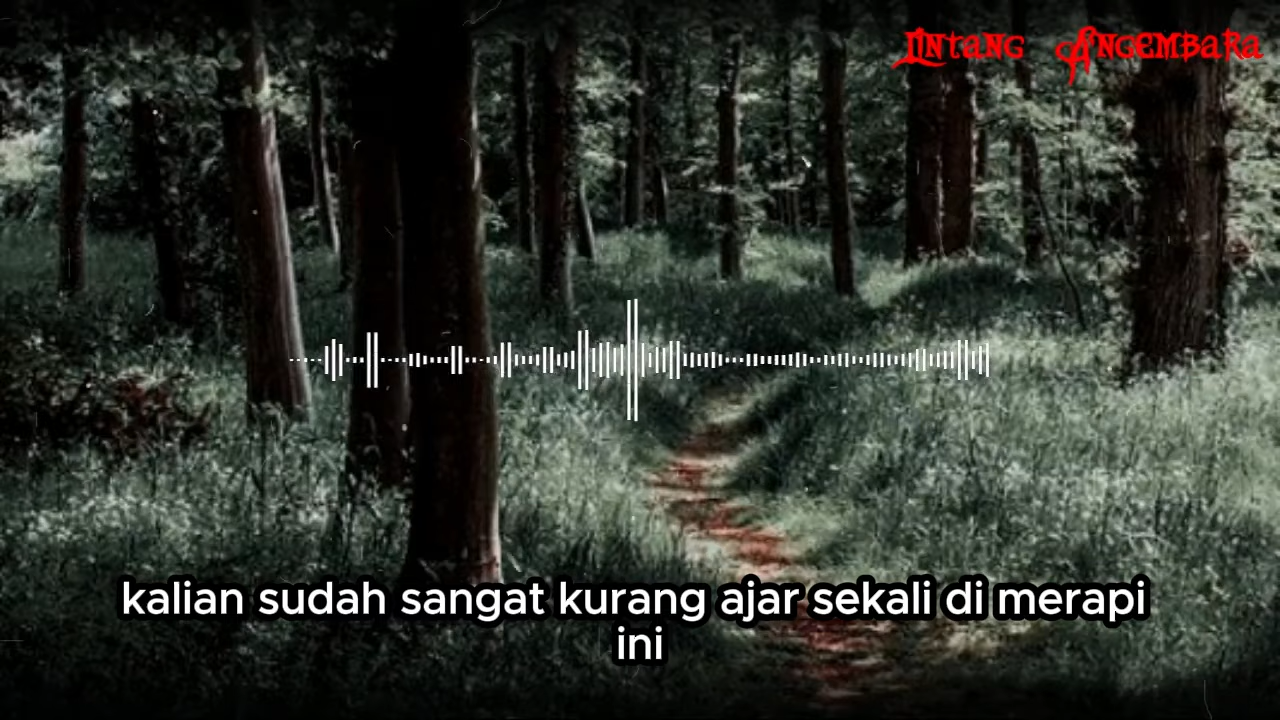 Lintang Angembara
kalian sudah sangat kurang ajar sekali di merapi
ini